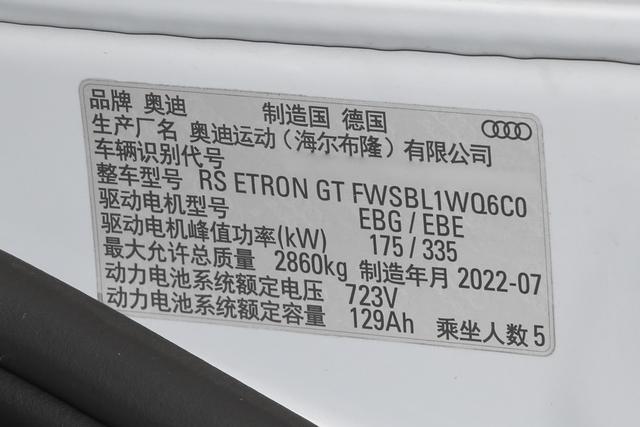 品牌 奥迪 制造国 德国
生产厂名 奥迪运动（海尔布隆）有限公司
车辆识别代号
整车型号 RS ETRON GT FWSBL1WQ6C0
驱动电机型号 EBG / EBE
驱动电机峰值功率(kW) 175 / 335
最大允许总质量 2860kg 制造年月 2022-07
动力电池系统额定电压 723V
动力电池系统额定容量 129Ah 乘坐人数 5